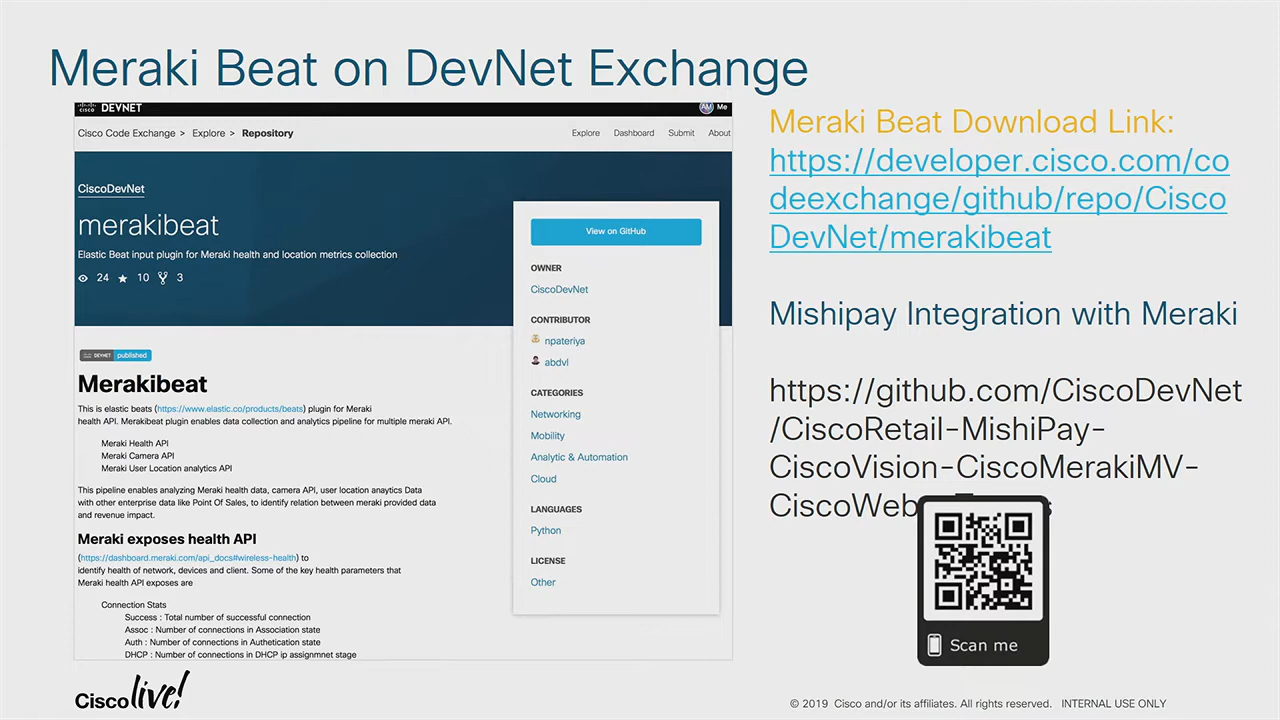 Meraki Beat on DevNet Exchange
CISCO DEVNET
AM Me
Cisco Code Exchange > Explore > Repository
Explore Dashboard Submit About
CiscoDevNet
merakibeat
Elastic Beat input plugin for Meraki health and location metrics collection
24 10 3
View on GitHub
OWNER
CiscoDevNet
CONTRIBUTOR
npateriya
abdvl
CATEGORIES
Networking
Mobility
Analytic & Automation
Cloud
LANGUAGES
Python
LICENSE
Other
DEVNET published
Merakibeat
This is elastic beats (https://www.elastic.co/products/beats) plugin for Meraki
health API. Merakibeat plugin enables data collection and analytics pipeline for multiple meraki API.
Meraki Health API
Meraki Camera API
Meraki User Location analytics API
This pipeline enables analyzing Meraki health data, camera API, user location anaytics Data
with other enterprise data like Point Of Sales, to identify relation between meraki provided data
and revenue impact.
Meraki exposes health API
(https://dashboard.meraki.com/api_docs#wireless-health) to
identify health of network, devices and client. Some of the key health parameters that
Meraki health API exposes are
Connection Stats
Success : Total number of successful connection
Assoc : Number of connections in Association state
Auth : Number of connections in Authetication state
DHCP : Number of connections in DHCP ip assignmnet stage
Meraki Beat Download Link:
https://developer.cisco.com/co
deexchange/github/repo/Cisco
DevNet/merakibeat
Mishipay Integration with Meraki
https://github.com/CiscoDevNet
/CiscoRetail-MishiPay-
CiscoVision-CiscoMerakiMV-
CiscoWeb
Scan me
Cisco live!
© 2019 Cisco and/or its affiliates. All rights reserved. INTERNAL USE ONLY